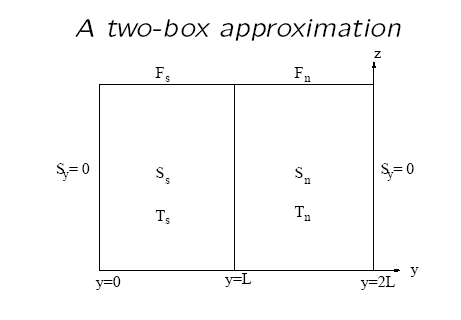 A two-box approximation
z
Fs Fn
Sy=0 Ss Sn Sy=0
Ts Tn
y
y=0 y=L y=2L